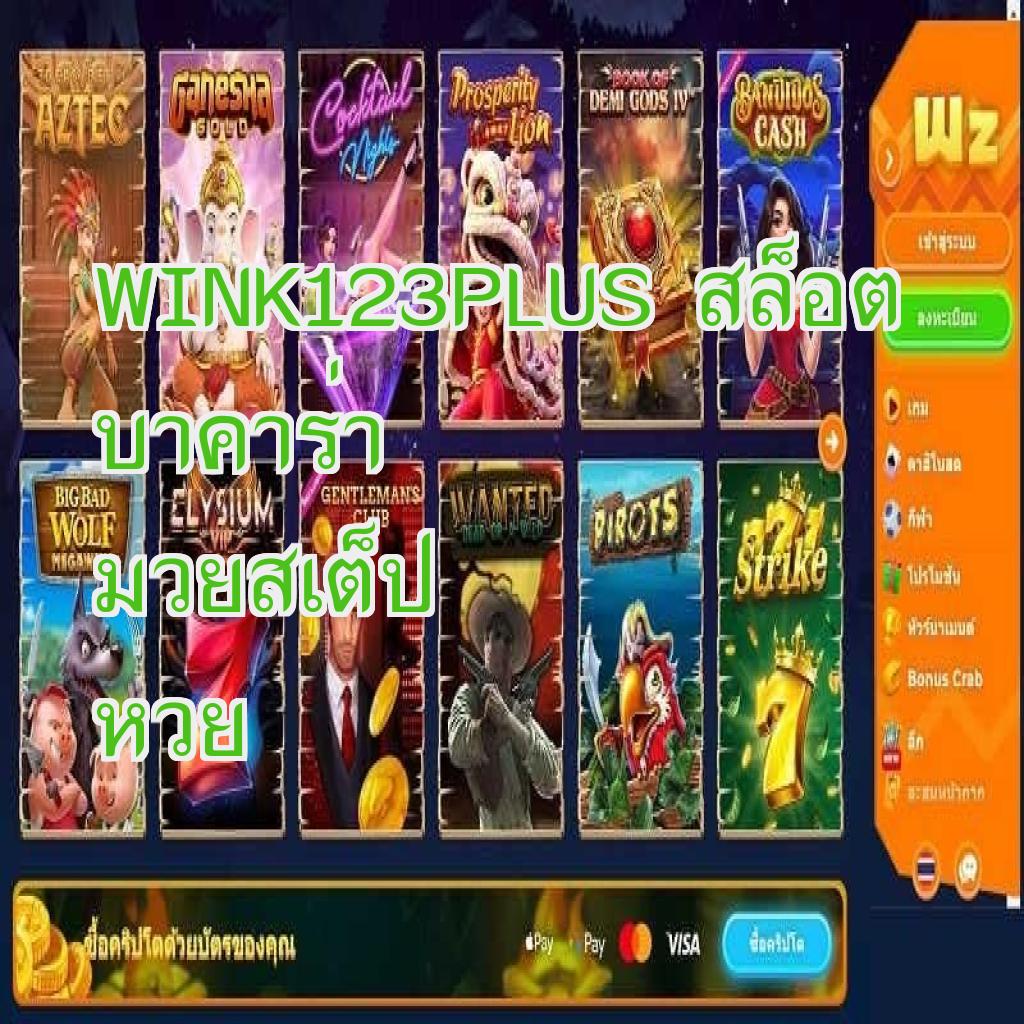 AZTEC
Ganesha
GOLD
Cocktail
Nights
Prosperity
Lion
BOOK OF
DEMI GODS IV
BANDIDOS
CASH
Wz
เข้าสู่ระบบ
ลงทะเบียน
WINK123PLUS สล็อต
บาคาร่า
มวยสเต็ป
หวย
เกม
คาสิโนสด
กีฬา
โปรโมชั่น
ทัวร์นาเมนต์
Bonus Crab
ลีก
สะสมหน้ากาก
BIG BAD
WOLF
ELYSIUM
VIP
GENTLEMAN'S
CLUB
WANTED
PIROTS
777
Strike
7
ซื้อคริปโตด้วยบัตรของคุณ
Pay
Pay
VISA
ซื้อคริปโต